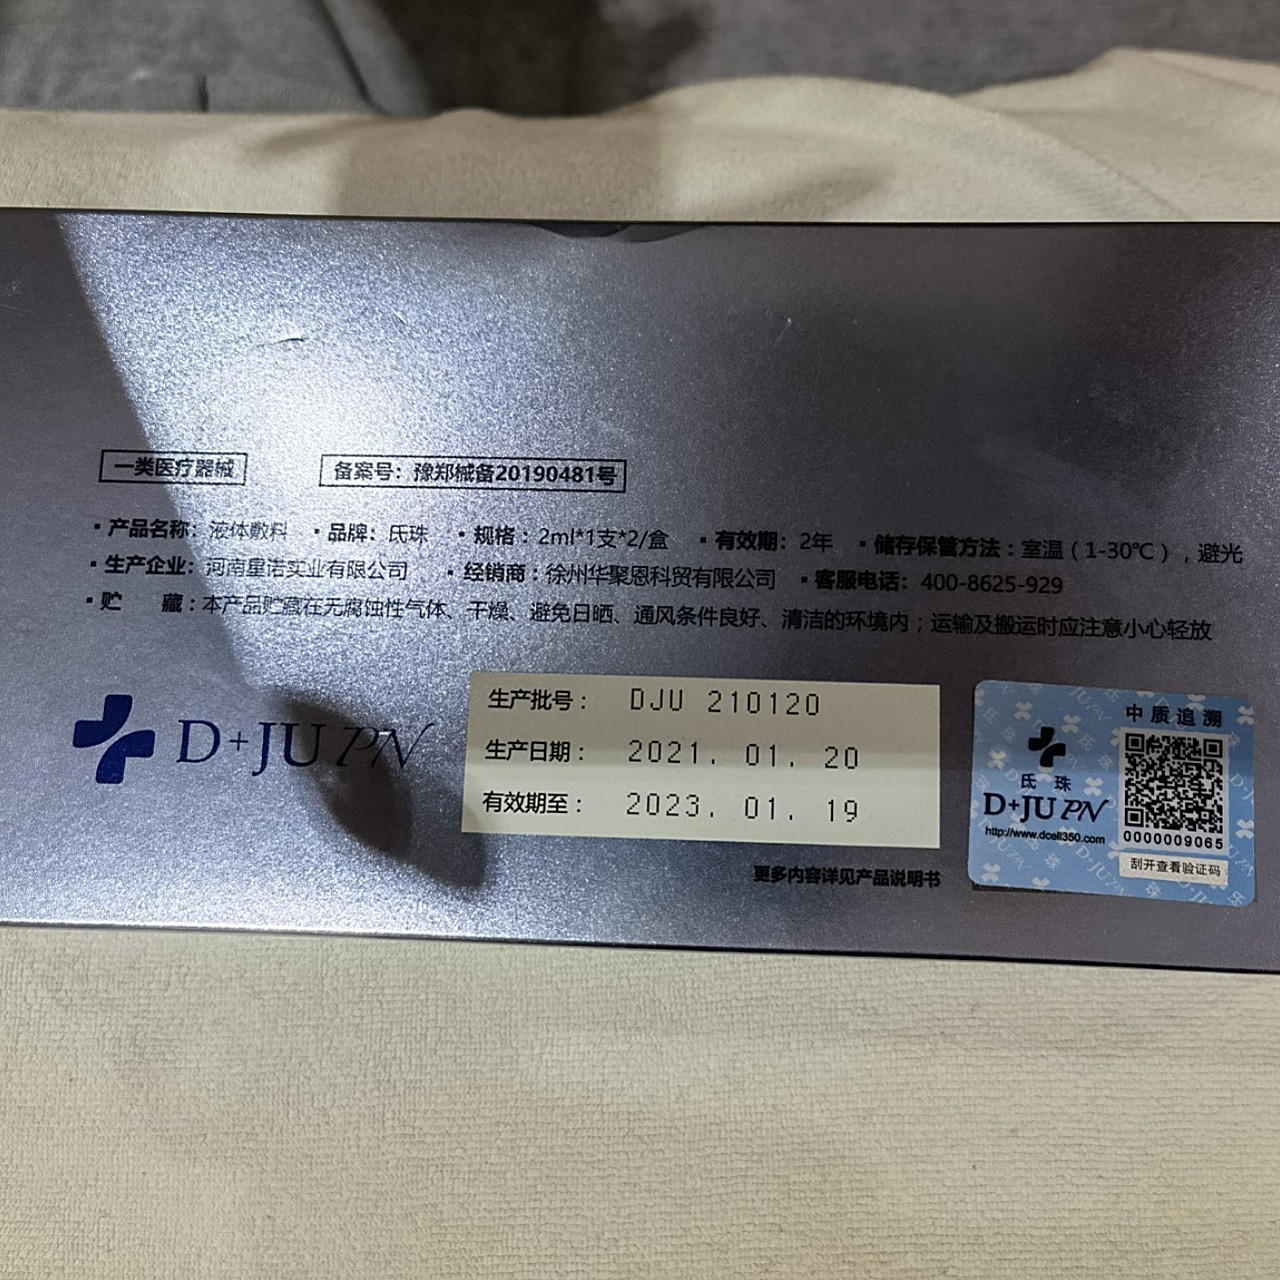 一类医疗器械 备案号：豫郑械备20190481号
▪产品名称：液体敷料 ▪品牌：氏珠 ▪规格：2ml*1支*2/盒 ▪有效期：2年 ▪储存保管方法：室温（1-30℃），避光
▪生产企业：河南星诺实业有限公司 ▪经销商：徐州华聚恩科贸有限公司 ▪客服电话：400-8625-929
▪贮 藏：本产品贮藏在无腐蚀性气体、干燥、避免日晒、通风条件良好、清洁的环境内；运输及搬运时应注意小心轻放
D+JU PN
生产批号： DJU 210120
生产日期： 2021. 01. 20
有效期至： 2023. 01. 19
更多内容详见产品说明书
中质追溯
氏珠
D+JU PN
http://www.dcell350.com
0000009065
刮开查看验证码